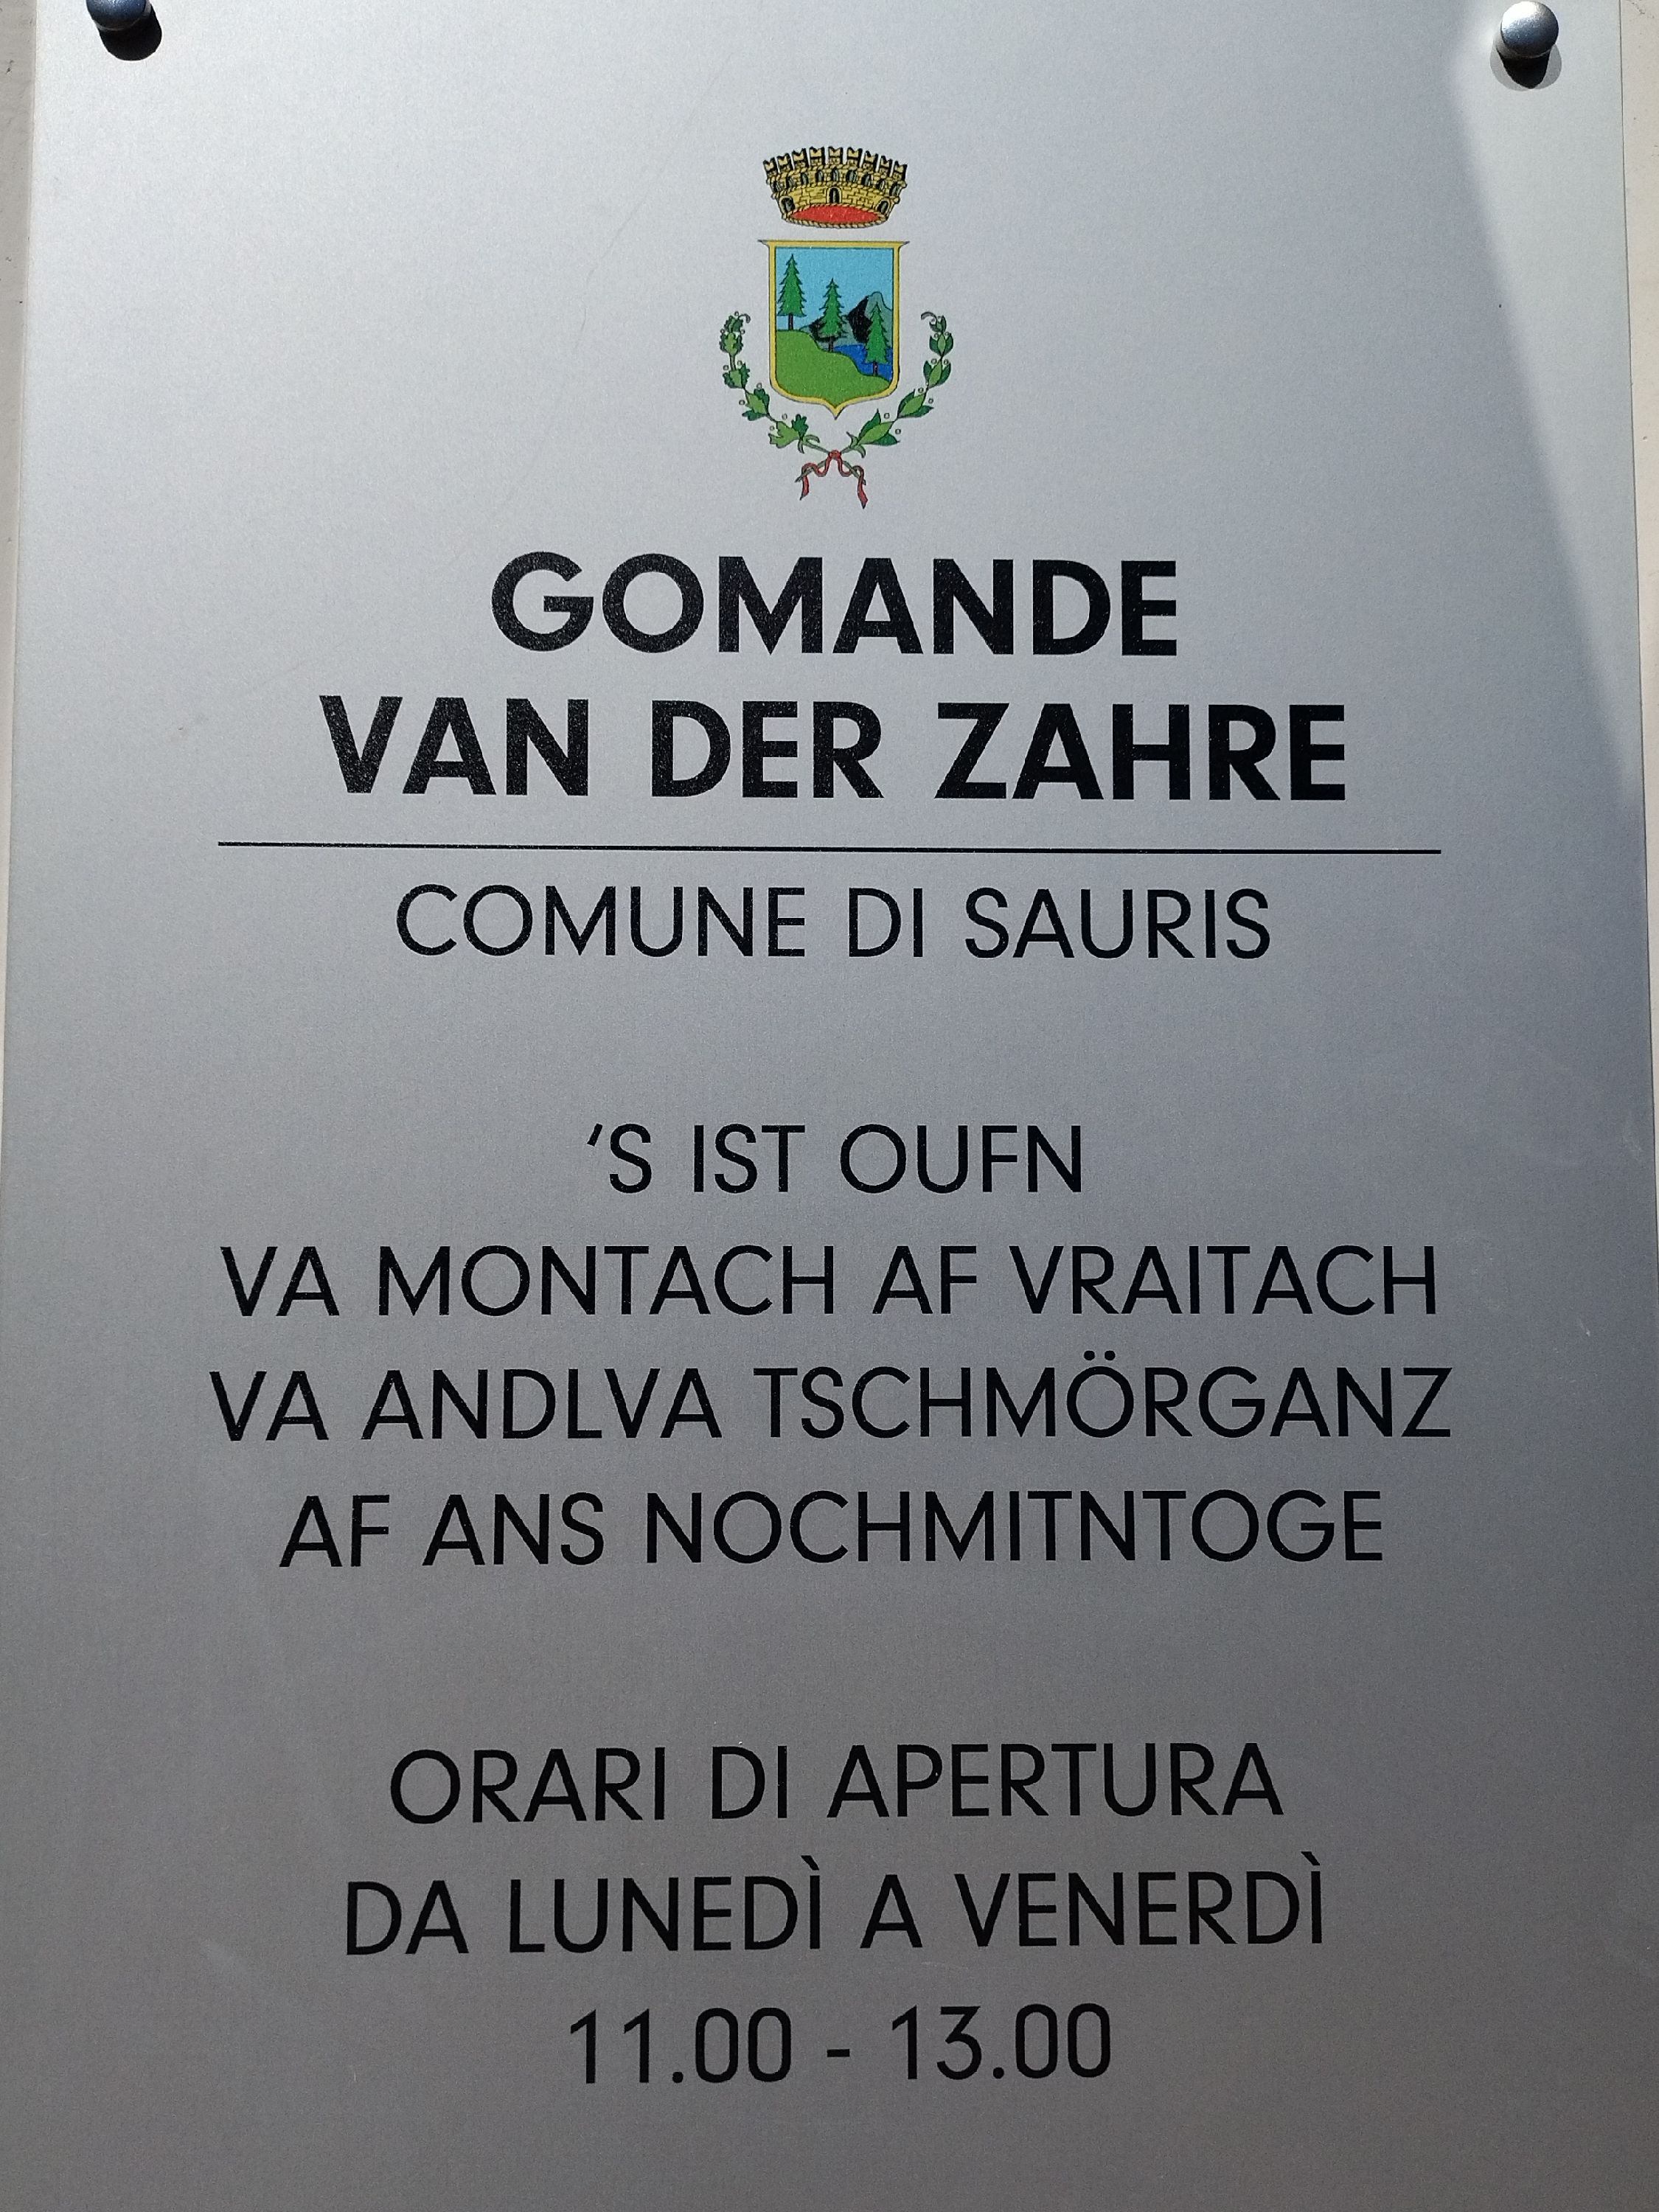 GOMANDE
VAN DER ZAHRE
COMUNE DI SAURIS
'S IST OUFN
VA MONTACH AF VRAITACH
VA ANDLVA TSCHMÖRGANZ
AF ANS NOCHMITNTOGE
ORARI DI APERTURA
DA LUNEDÌ A VENERDÌ
11.00 - 13.00